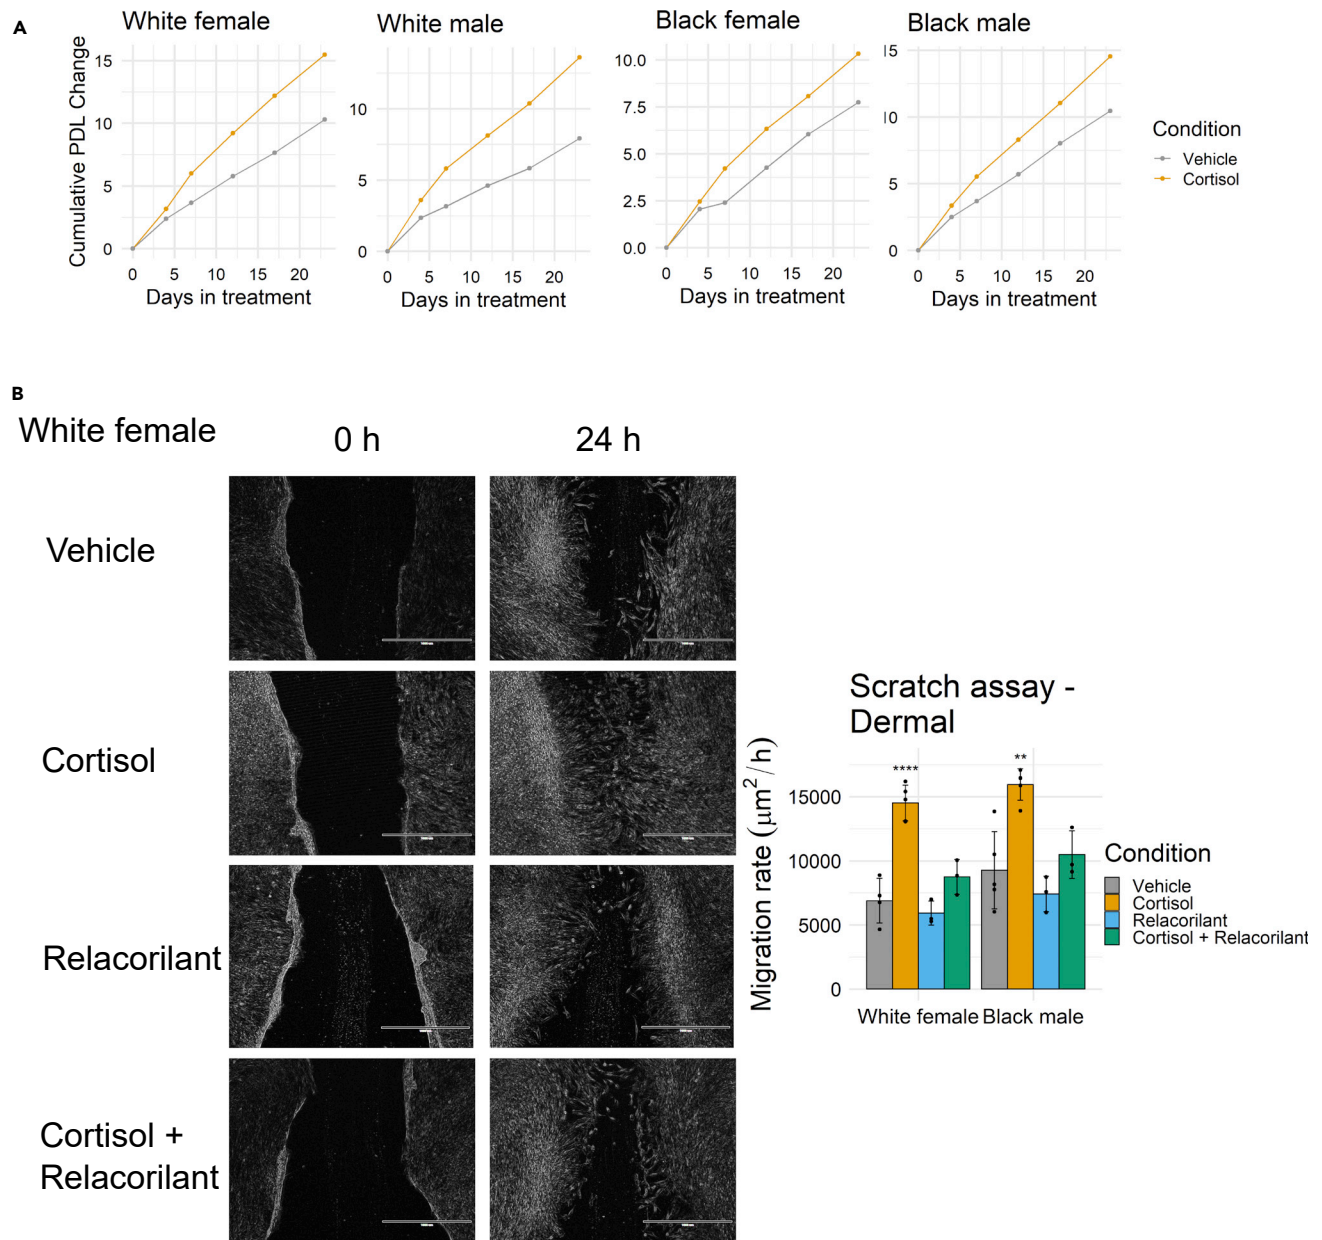 A
White female
White male
Black female
Black male
Cumulative PDL Change
15
10
5
0
10
5
0
10.0
7.5
5.0
2.5
0.0
15
10
5
0
0 5 10 15 20
0 5 10 15 20
0 5 10 15 20
0 5 10 15 20
Days in treatment
Days in treatment
Days in treatment
Days in treatment
Condition
Vehicle
Cortisol
B
White female
0 h
24 h
Vehicle
Cortisol
Relacorilant
Cortisol +
Relacorilant
Scratch assay -
Dermal
Migration rate (μm²/h)
15000
10000
5000
0
****
**
White female
Black male
Condition
Vehicle
Cortisol
Relacorilant
Cortisol + Relacorilant